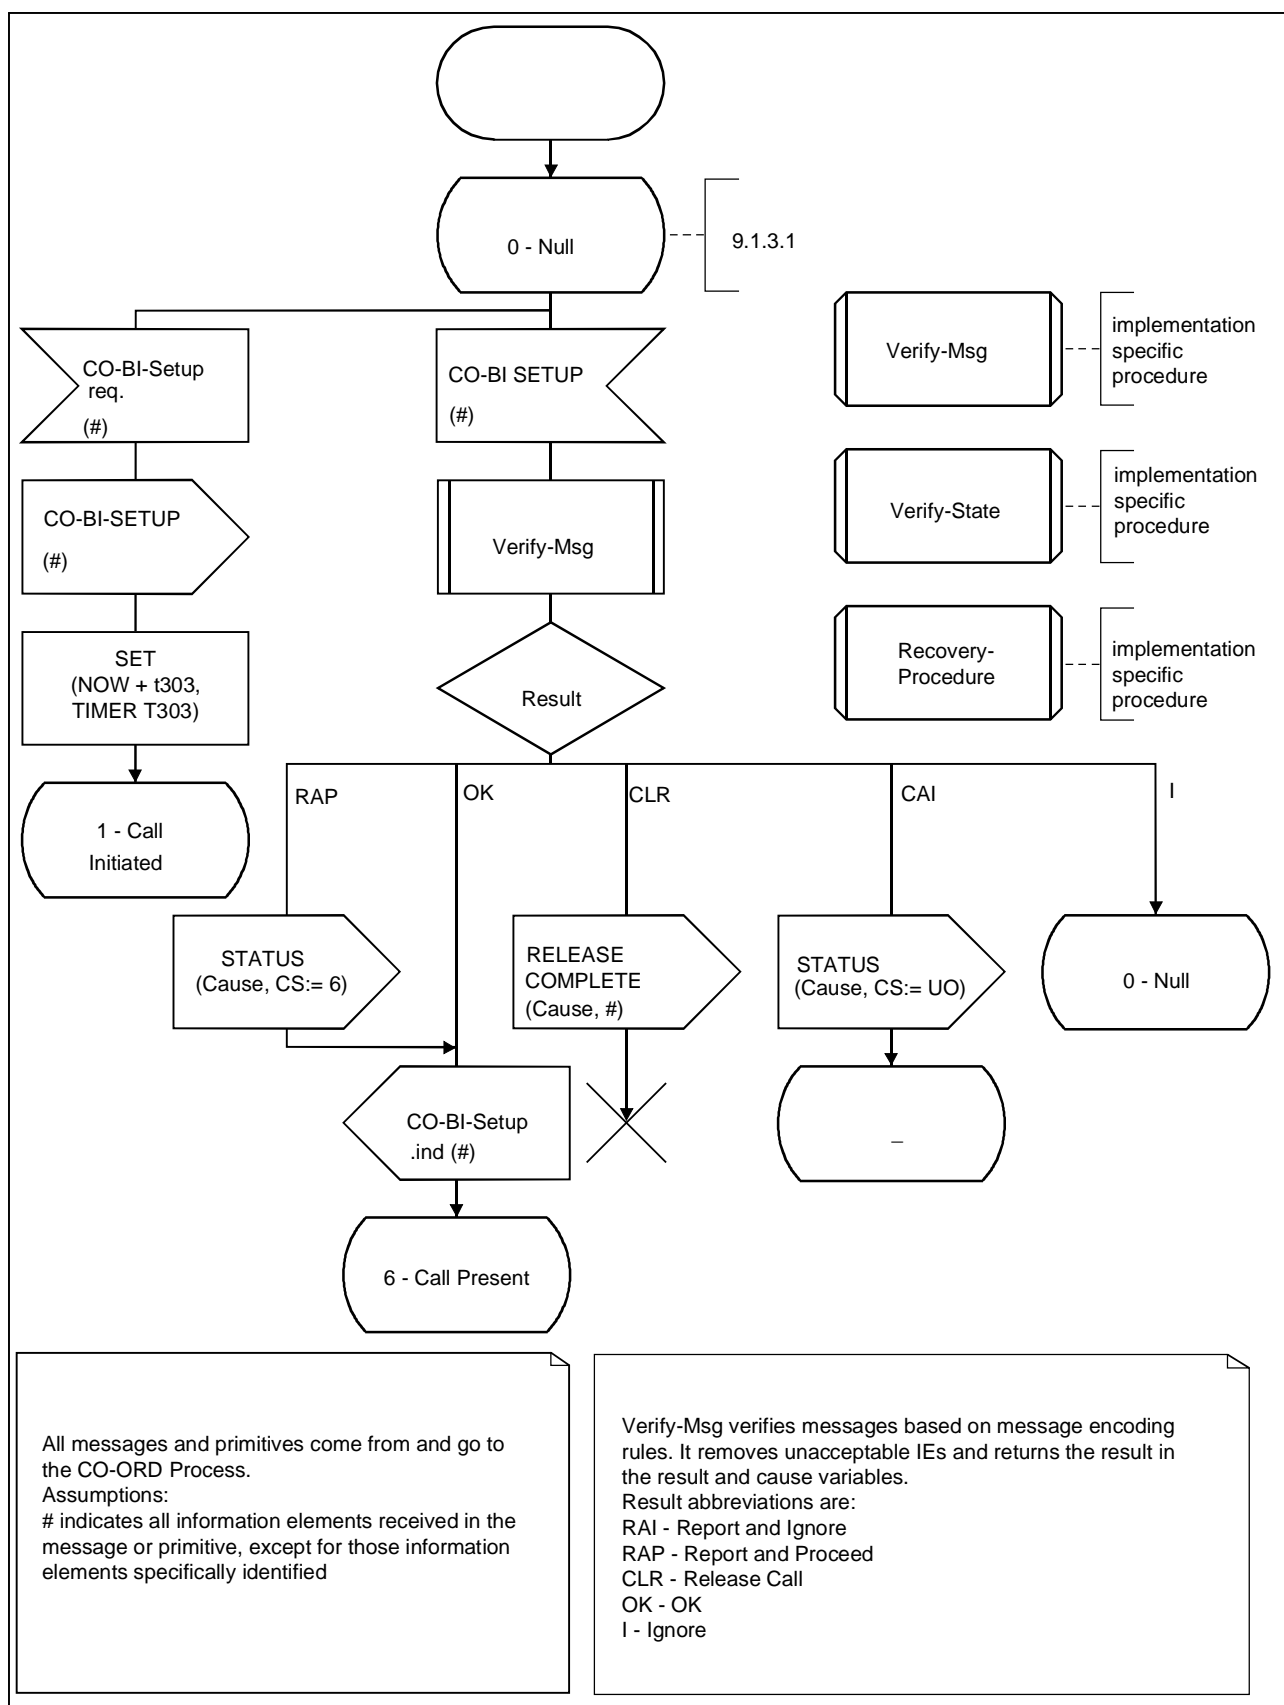 0 - Null
9.1.3.1
CO-BI-Setup
req.
(#)
CO-BI SETUP
(#)
Verify-Msg
implementation
specific
procedure
CO-BI-SETUP
(#)
Verify-Msg
Verify-State
implementation
specific
procedure
SET
(NOW + t303,
TIMER T303)
Result
Recovery-
Procedure
implementation
specific
procedure
RAP
OK
CLR
CAI
I
1 - Call
Initiated
STATUS
(Cause, CS:= 6)
RELEASE
COMPLETE
(Cause, #)
STATUS
(Cause, CS:= UO)
0 - Null
CO-BI-Setup
.ind (#)
_
6 - Call Present
All messages and primitives come from and go to
the CO-ORD Process.
Assumptions:
# indicates all information elements received in the
message or primitive, except for those information
elements specifically identified
Verify-Msg verifies messages based on message encoding
rules. It removes unacceptable IEs and returns the result in
the result and cause variables.
Result abbreviations are:
RAI - Report and Ignore
RAP - Report and Proceed
CLR - Release Call
OK - OK
I - Ignore